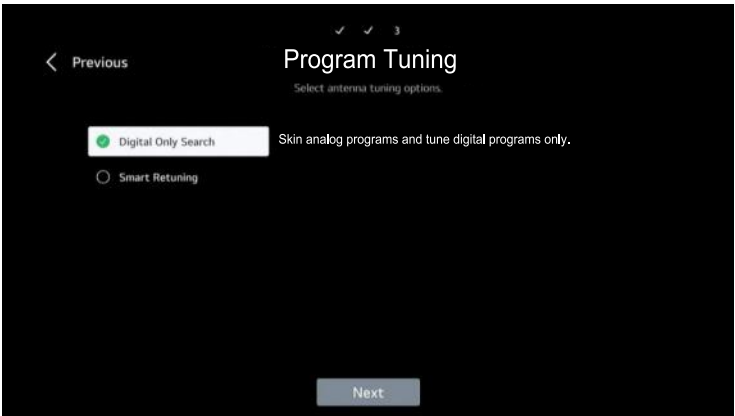 ✓ ✓ 3
Previous
Program Tuning
Select antenna tuning options.
Digital Only Search
Skin analog programs and tune digital programs only.
Smart Retuning
Next